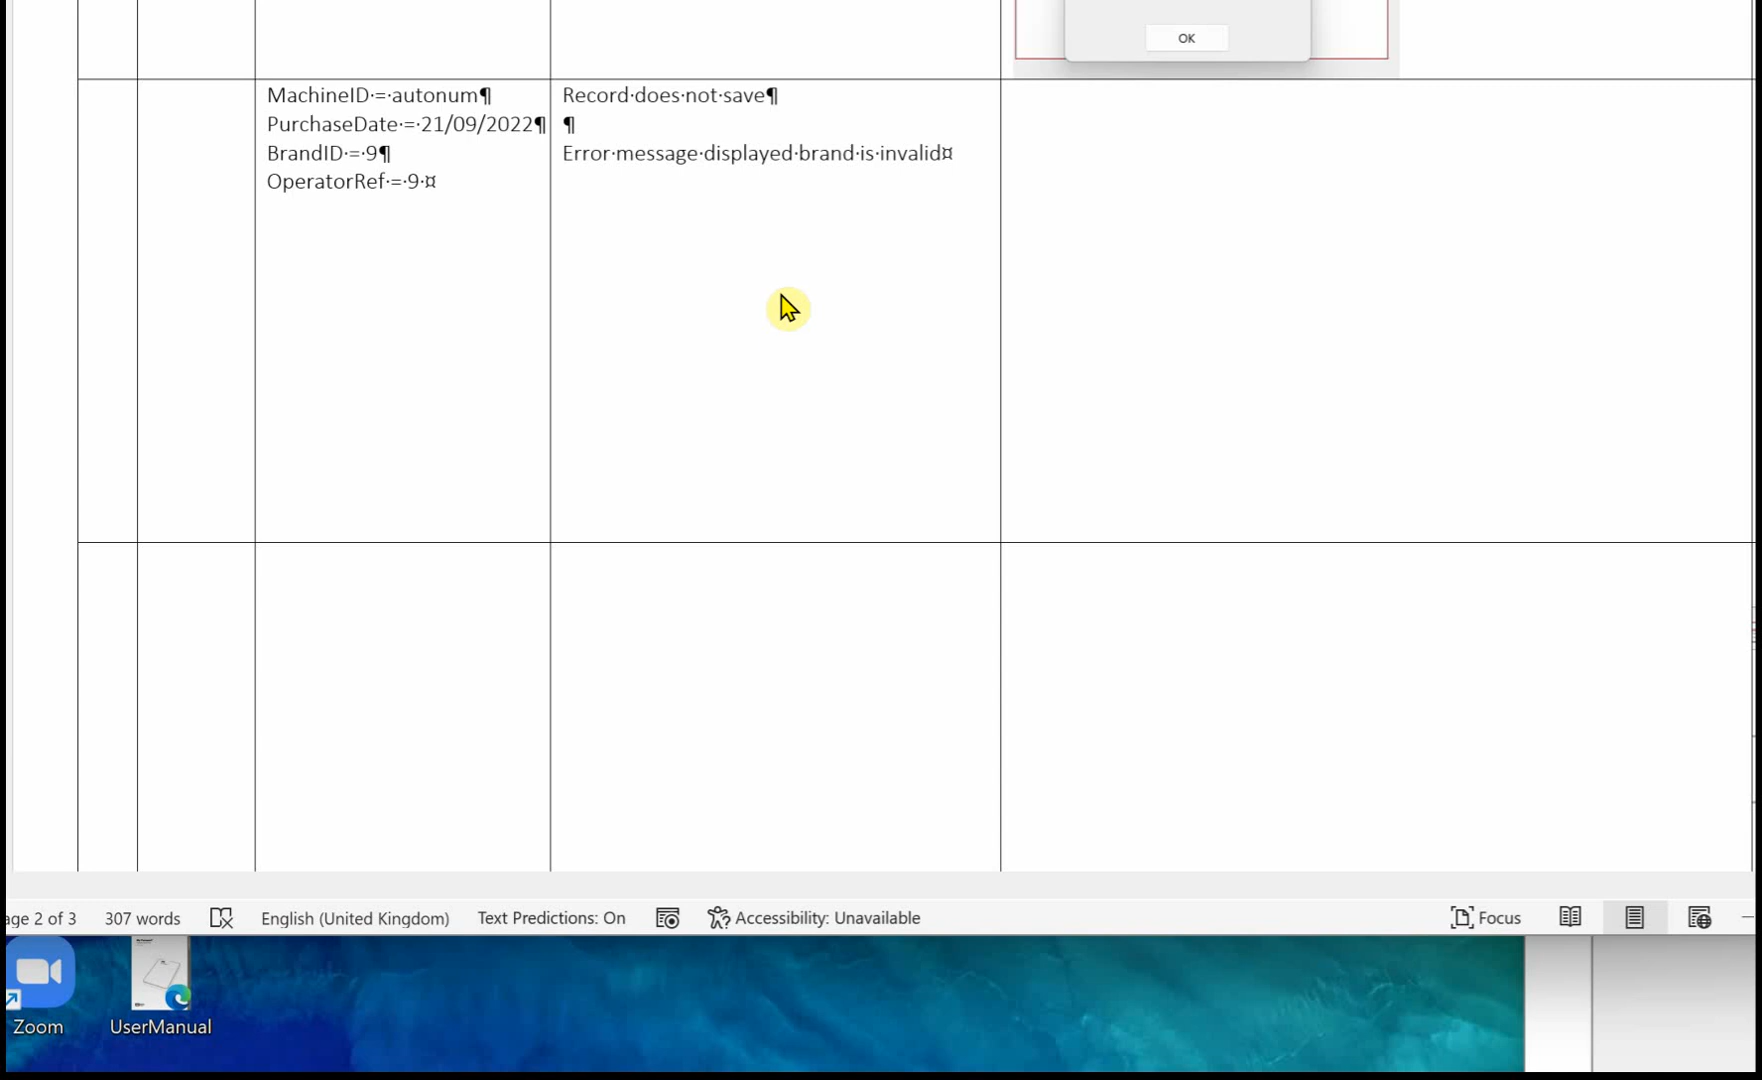 OK
MachineID = autonum¶
PurchaseDate = 21/09/2022¶
BrandID = 9¶
OperatorRef = 9 ¤
Record does not save¶
¶
Error message displayed brand is invalid¤
age 2 of 3
307 words
English (United Kingdom)
Text Predictions: On
Accessibility: Unavailable
Focus
Zoom
UserManual